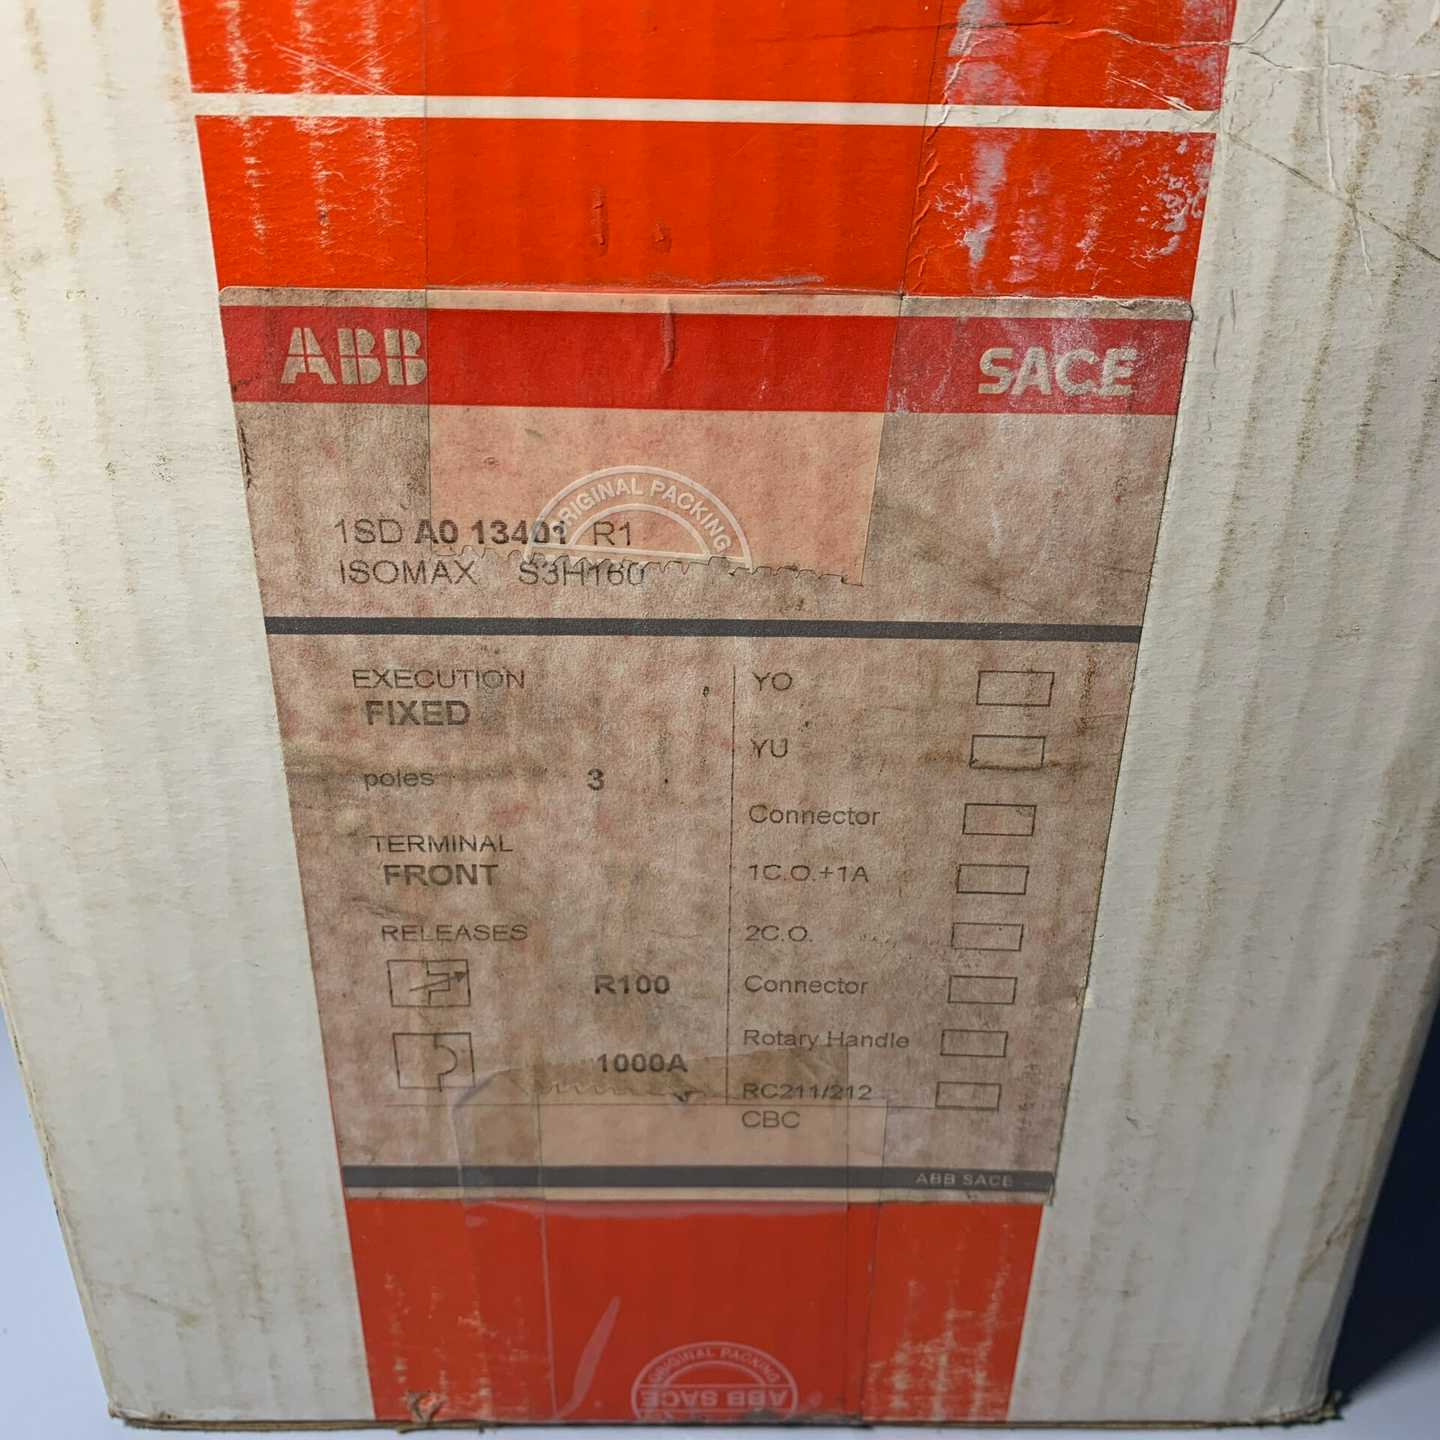 ABB SACE
ORIGINAL PACKING
1SD A0 13401 R1
ISOMAX S3H160
EXECUTION
FIXED
poles 3
TERMINAL
FRONT
RELEASES
R100
1000A
YO
YU
Connector
1C.O.+1A
2C.O.
Connector
Rotary Handle
RC211/212
CBC
ABB SACE
ORIGINAL PACKING
ABB SACE